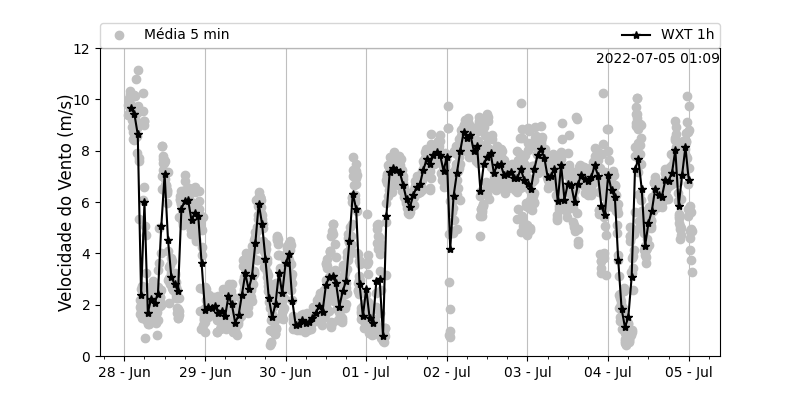 Média 5 min
WXT 1h
2022-07-05 01:09
Velocidade do Vento (m/s)
12
10
8
6
4
2
0
28 - Jun
29 - Jun
30 - Jun
01 - Jul
02 - Jul
03 - Jul
04 - Jul
05 - Jul